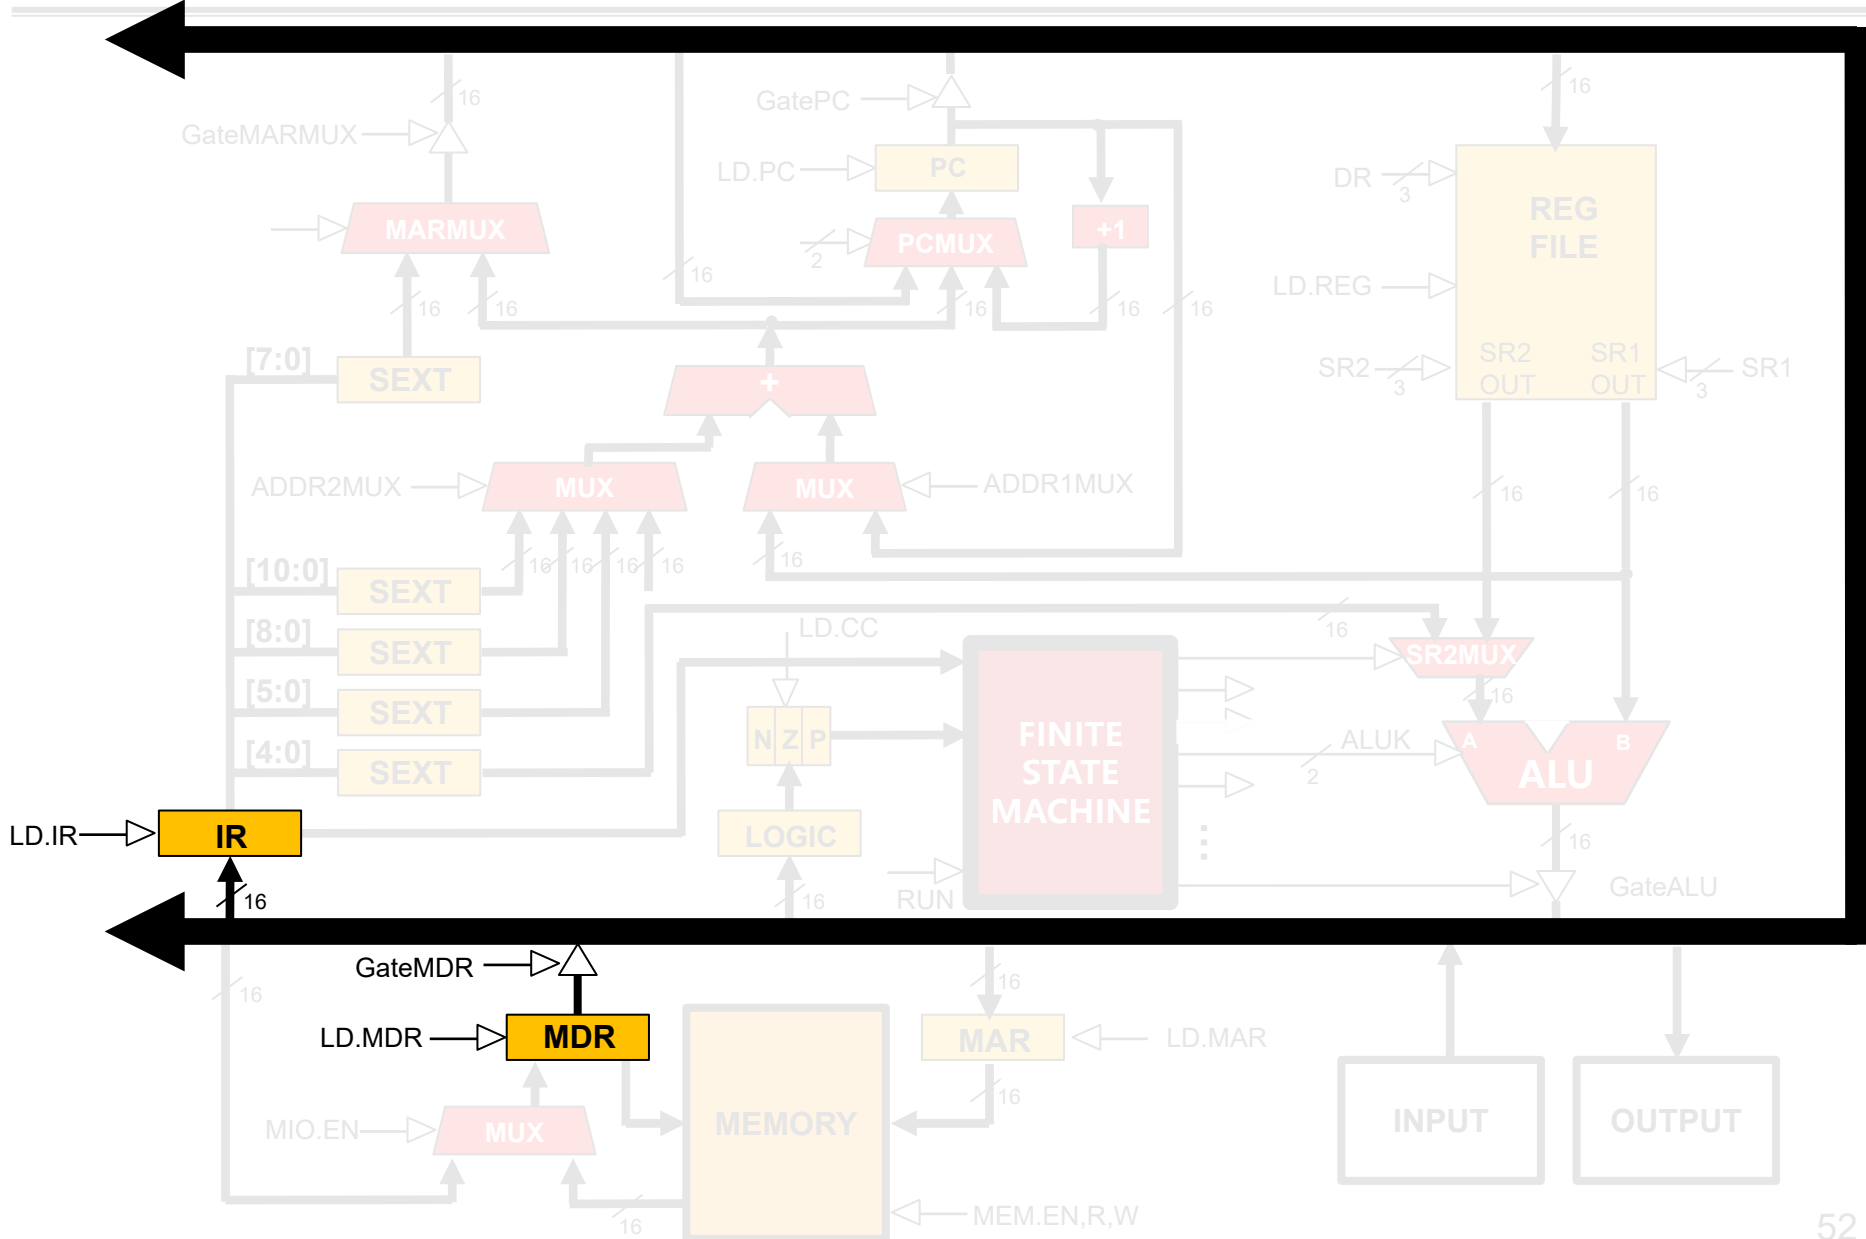 16
16
GatePC
GateMARMUX
LD.PC
PC
DR
3
REG
FILE
MARMUX
2
PCMUX
+1
16
LD.REG
16
16
16
16
16
[7:0]
SEXT
+
SR2
3
SR2
OUT
SR1
OUT
3
SR1
ADDR2MUX
MUX
MUX
ADDR1MUX
16
16
[10:0]
SEXT
16
16
16
16
16
[8:0]
SEXT
LD.CC
16
SR2MUX
16
[5:0]
SEXT
N Z P
FINITE
STATE
MACHINE
ALUK
2
A
B
ALU
[4:0]
SEXT
LD.IR
IR
LOGIC
⋮
16
16
16
RUN
GateALU
GateMDR
16
16
LD.MDR
MDR
MAR
LD.MAR
16
MIO.EN
MUX
MEMORY
INPUT
OUTPUT
16
MEM.EN,R,W
52